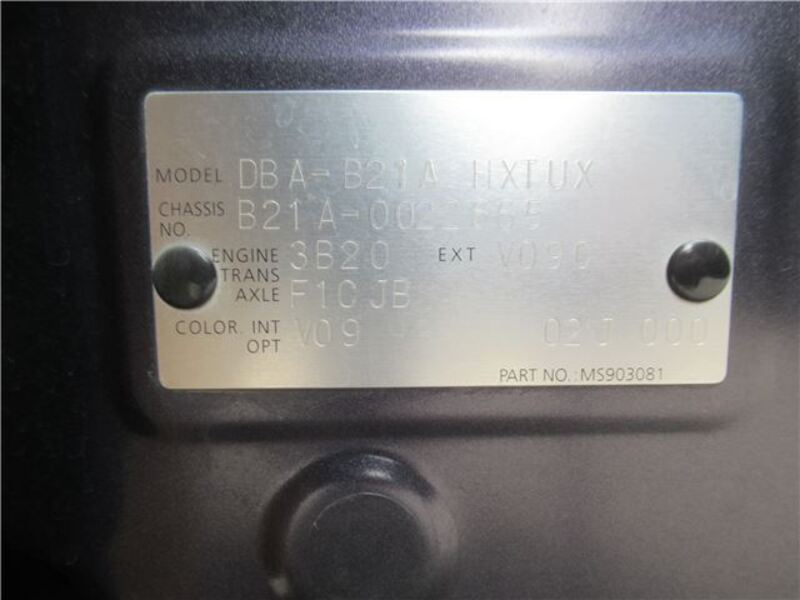 MODEL DBA-B21A HXTUX
CHASSIS NO.
ENGINE 3B20 EXT V09C
TRANS AXLE F1CJB
COLOR. INT OPT V09 02J 000
PART NO.:MS903081